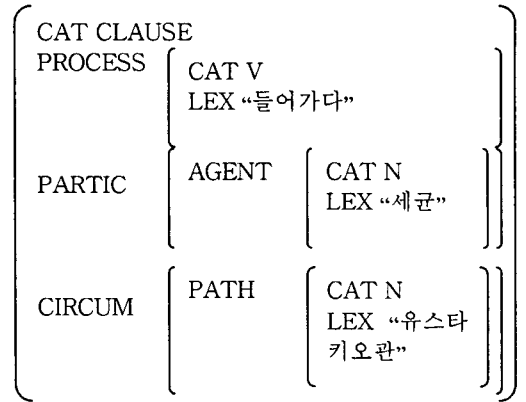 CAT CLAUSE
PROCESS
CAT V
LEX “들어가다”
PARTIC
AGENT
CAT N
LEX “세균”
CIRCUM
PATH
CAT N
LEX “유스타
키오관”